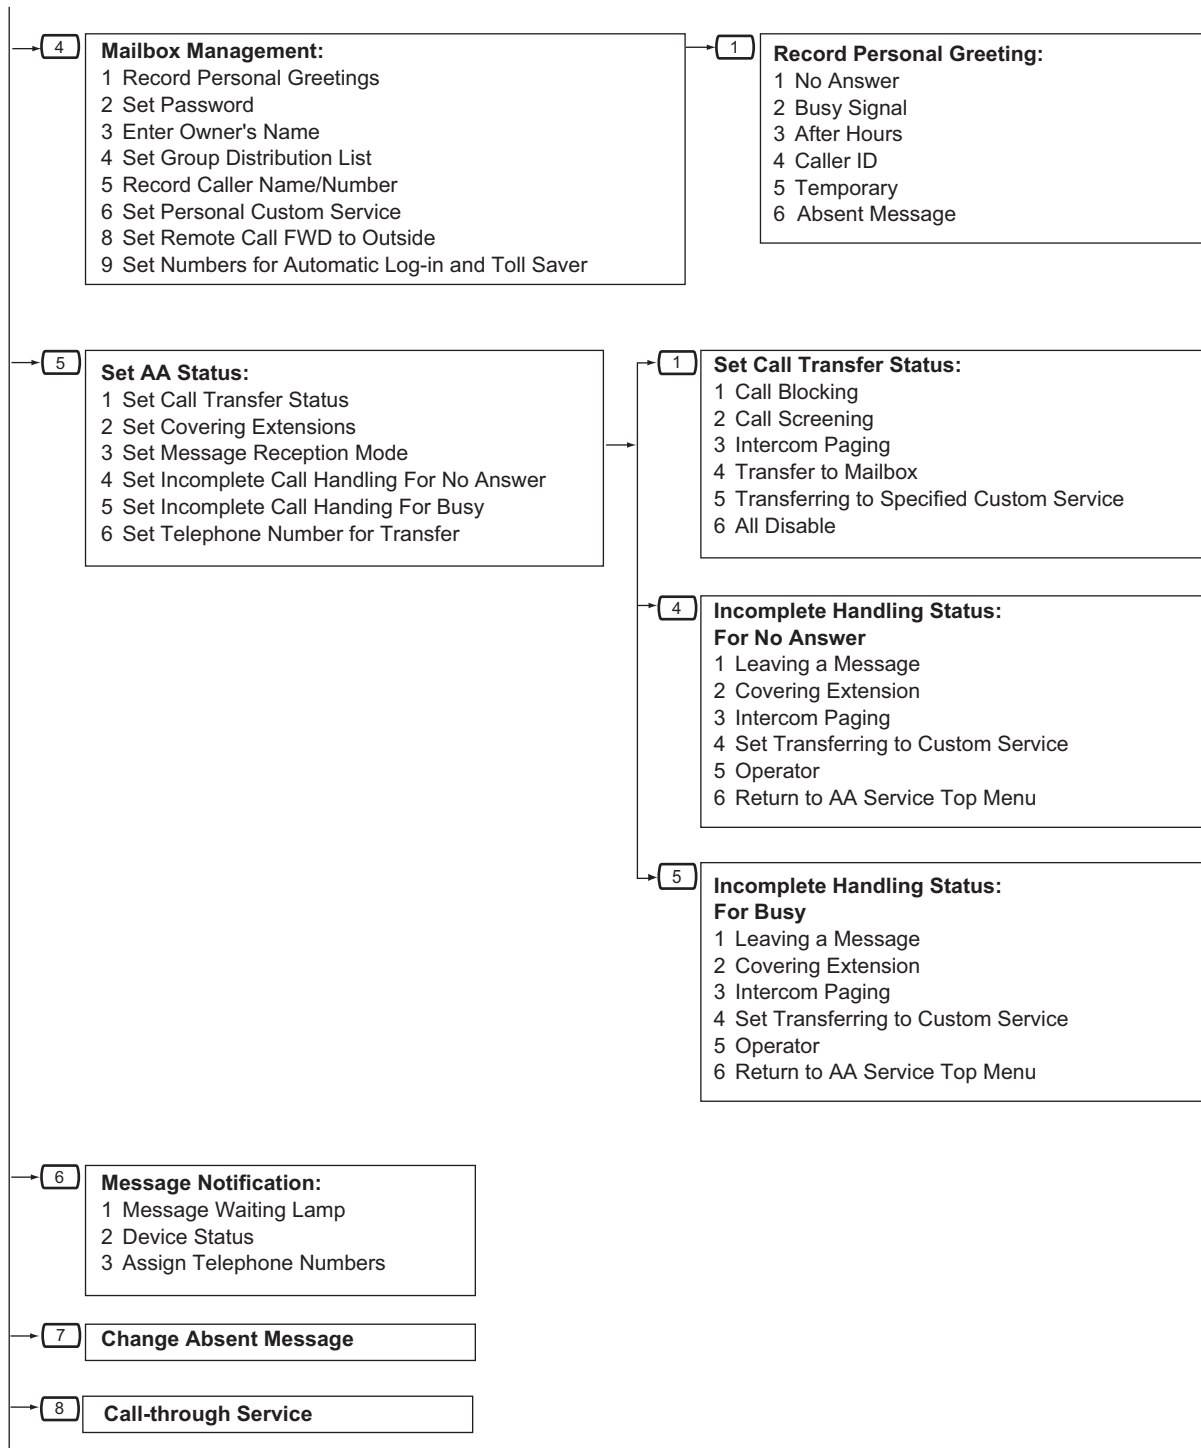 4
Mailbox Management:
1 Record Personal Greetings
2 Set Password
3 Enter Owner's Name
4 Set Group Distribution List
5 Record Caller Name/Number
6 Set Personal Custom Service
8 Set Remote Call FWD to Outside
9 Set Numbers for Automatic Log-in and Toll Saver
1
Record Personal Greeting:
1 No Answer
2 Busy Signal
3 After Hours
4 Caller ID
5 Temporary
6 Absent Message
5
Set AA Status:
1 Set Call Transfer Status
2 Set Covering Extensions
3 Set Message Reception Mode
4 Set Incomplete Call Handling For No Answer
5 Set Incomplete Call Handing For Busy
6 Set Telephone Number for Transfer
1
Set Call Transfer Status:
1 Call Blocking
2 Call Screening
3 Intercom Paging
4 Transfer to Mailbox
5 Transferring to Specified Custom Service
6 All Disable
4
Incomplete Handling Status:
For No Answer
1 Leaving a Message
2 Covering Extension
3 Intercom Paging
4 Set Transferring to Custom Service
5 Operator
6 Return to AA Service Top Menu
5
Incomplete Handling Status:
For Busy
1 Leaving a Message
2 Covering Extension
3 Intercom Paging
4 Set Transferring to Custom Service
5 Operator
6 Return to AA Service Top Menu
6
Message Notification:
1 Message Waiting Lamp
2 Device Status
3 Assign Telephone Numbers
7
Change Absent Message
8
Call-through Service